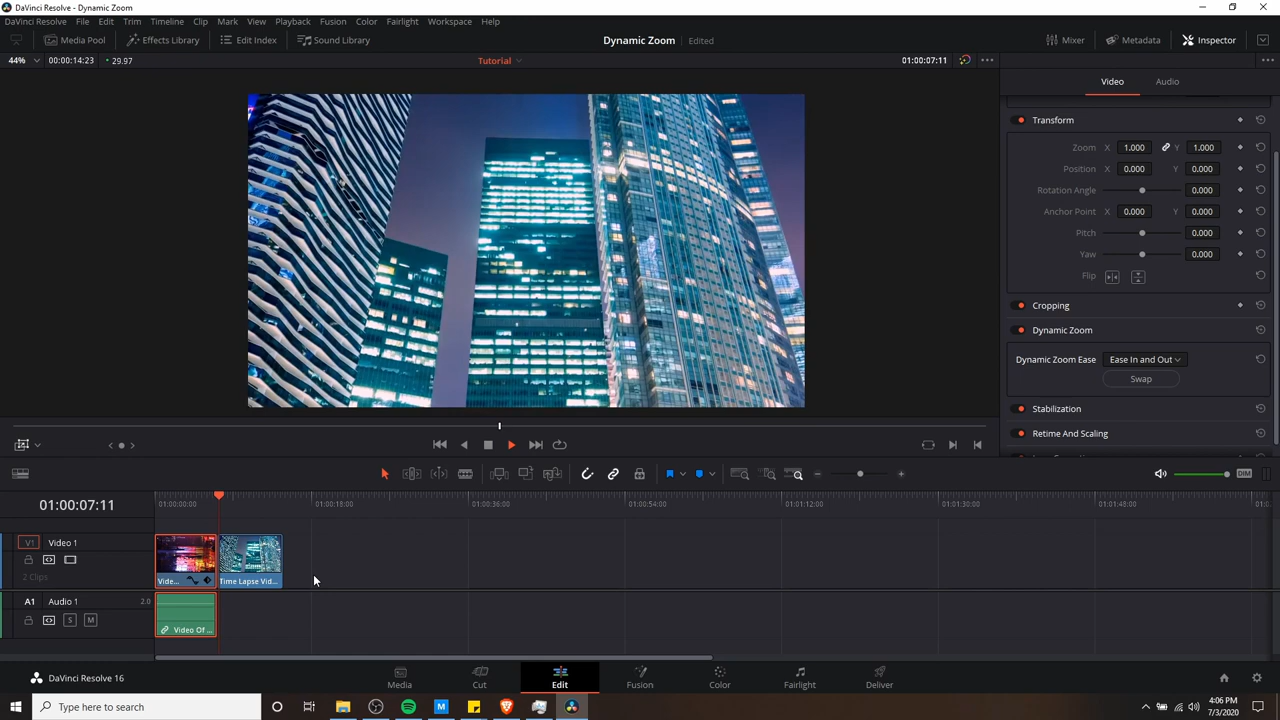 DaVinci Resolve - Dynamic Zoom
DaVinci Resolve File Edit Trim Timeline Clip Mark View Playback Fusion Color Fairlight Workspace Help
Media Pool Effects Library Edit Index Sound Library Dynamic Zoom Edited Mixer Metadata Inspector
44% 00:00:14:23 29.97 Tutorial 01:00:07:11
Video Audio
Transform
Zoom X 1.000 Y 1.000
Position X 0.000 Y 0.000
Rotation Angle 0.000
Anchor Point X 0.000 Y 0.000
Pitch 0.000
Yaw 0.000
Flip
Cropping
Dynamic Zoom
Dynamic Zoom Ease Ease In and Out
Swap
Stabilization
Retime And Scaling
DIM
01:00:07:11 01:00:00:00 01:00:18:00 01:00:36:00 01:00:54:00 01:01:12:00 01:01:30:00 01:01:48:00
V1 Video 1
2 Clips
Vide... Time Lapse Vid...
A1 Audio 1 2.0
S M
Video Of ...
DaVinci Resolve 16 Media Cut Edit Fusion Color Fairlight Deliver
Type here to search
4:06 PM
7/3/2020